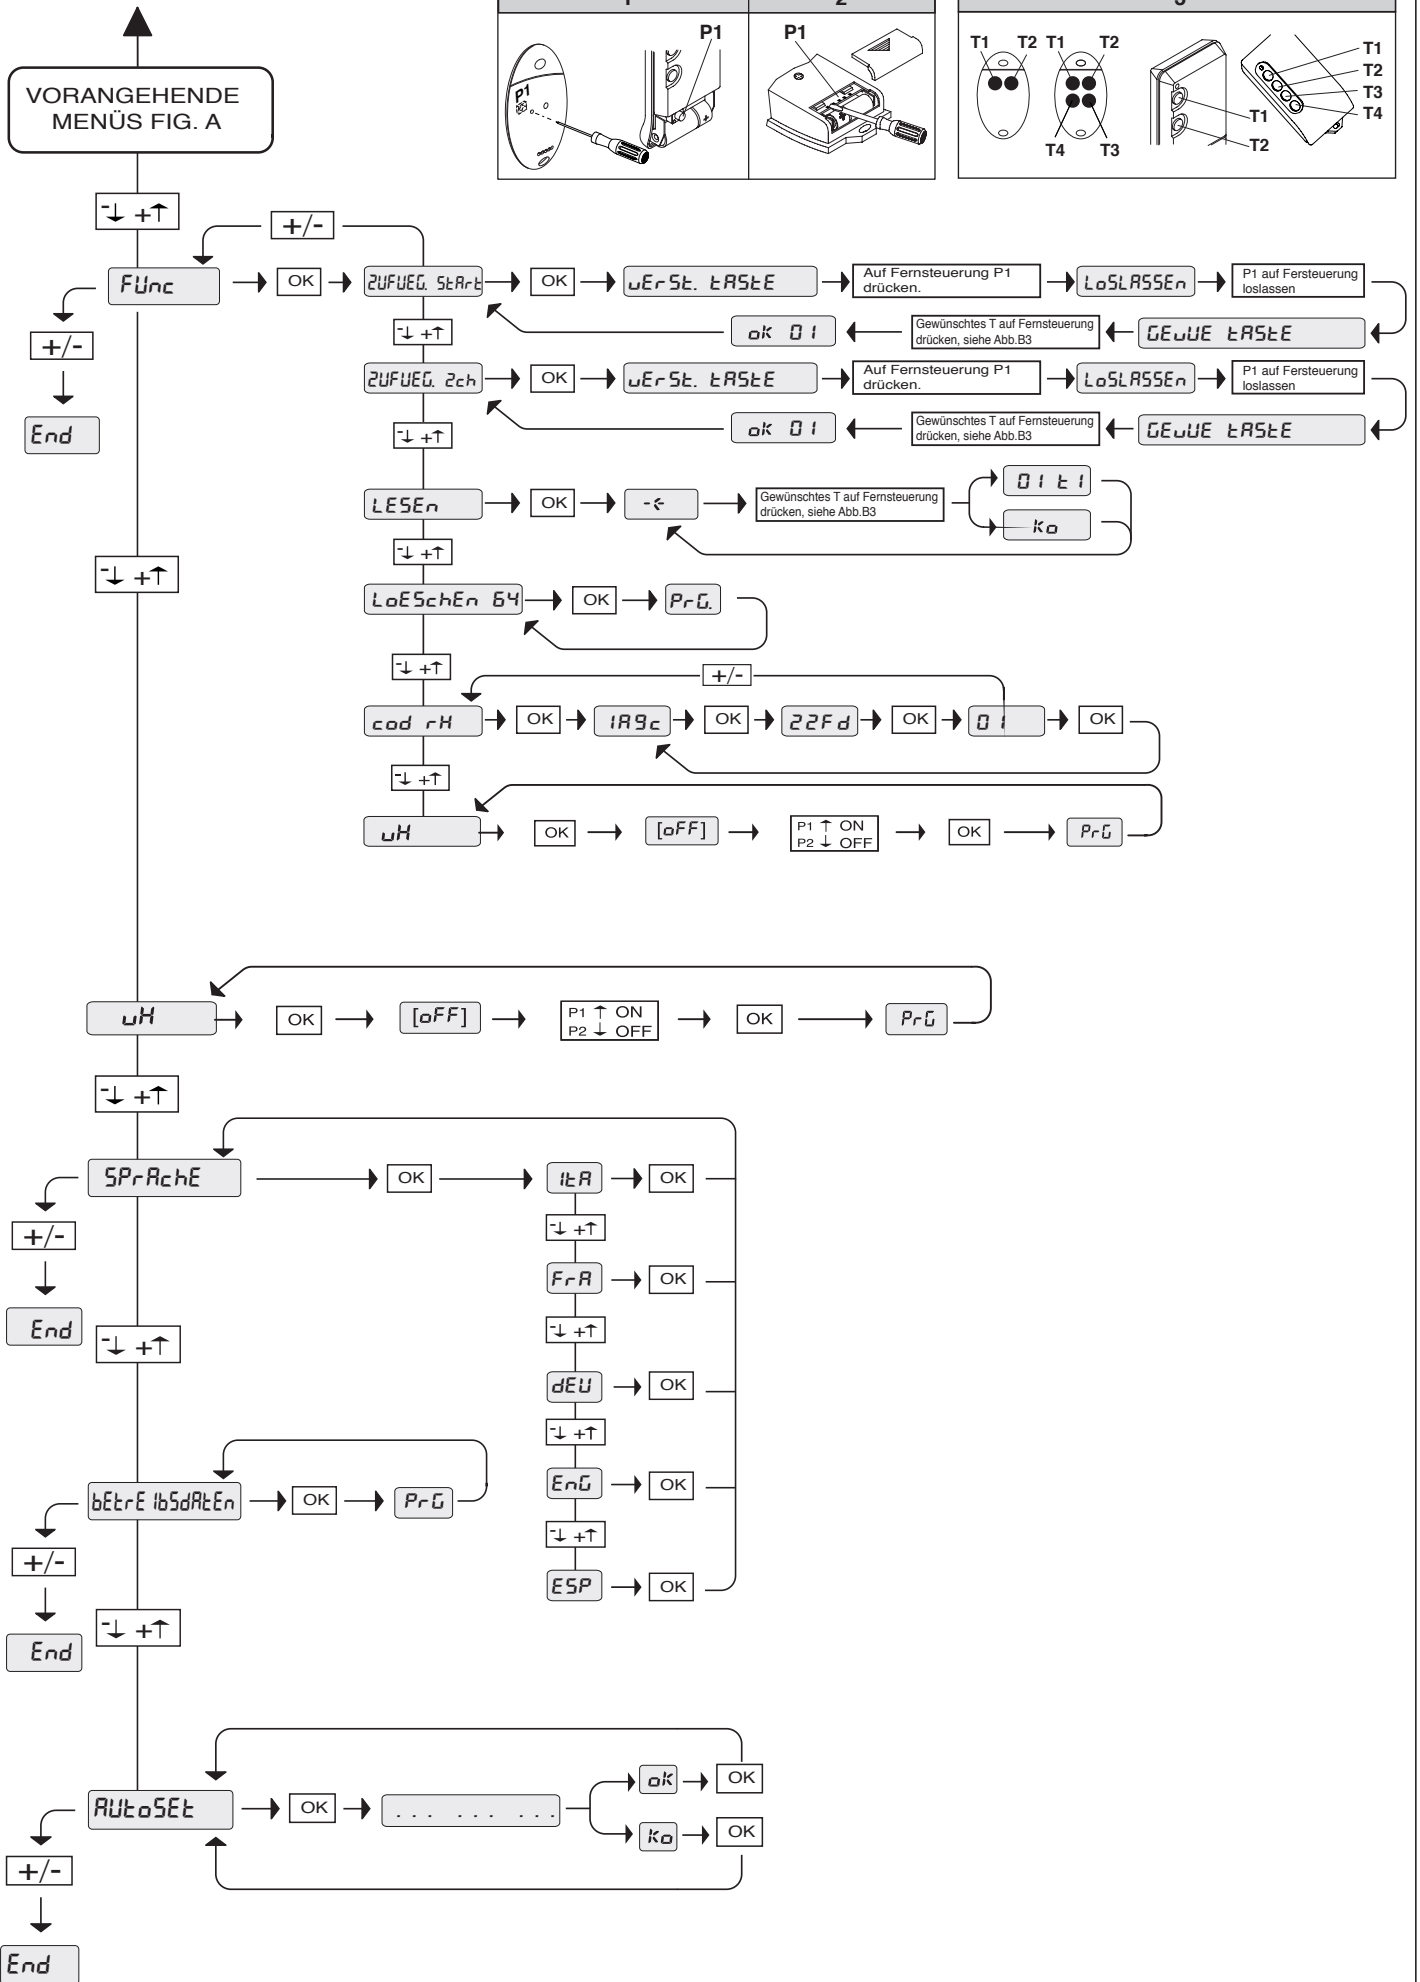 P1
P1
P1
T1 T2 T1 T2
T4 T3
T1
T2
T1
T2
T3
T4
VORANGEHENDE
MENÜS FIG. A
-↓ +↑
+/-
FUnc
OK
ZUFUEG. StArt
OK
vErSt. tAStE
Auf Fernsteuerung P1
drücken.
LoSLASSEn
P1 auf Fersteuerung
loslassen
+/-
-↓ +↑
ok 01
Gewünschtes T auf Fernsteuerung
drücken, siehe Abb.B3
GEwUE tAStE
ZUFUEG. 2ch
OK
vErSt. tAStE
Auf Fernsteuerung P1
drücken.
LoSLASSEn
P1 auf Fersteuerung
loslassen
End
-↓ +↑
ok 01
Gewünschtes T auf Fernsteuerung
drücken, siehe Abb.B3
GEwUE tAStE
LESEn
OK
Gewünschtes T auf Fernsteuerung
drücken, siehe Abb.B3
01 t1
Ko
-↓ +↑
-↓ +↑
LoESchEn 64
OK
PrG.
-↓ +↑
+/-
cod rX
OK
1A9c
OK
22Fd
OK
01
OK
-↓ +↑
uX
OK
[oFF]
P1 ↑ ON
P2 ↓ OFF
OK
PrG
uX
OK
[oFF]
P1 ↑ ON
P2 ↓ OFF
OK
PrG
-↓ +↑
SPrAchE
OK
ItA
OK
+/-
-↓ +↑
FrA
OK
End
-↓ +↑
-↓ +↑
dEU
OK
-↓ +↑
bEtrEIbSdAtEn
OK
PrG
EnG
OK
+/-
-↓ +↑
ESP
OK
End
-↓ +↑
AUtoSEt
OK
... ... ...
ok
OK
Ko
OK
+/-
End